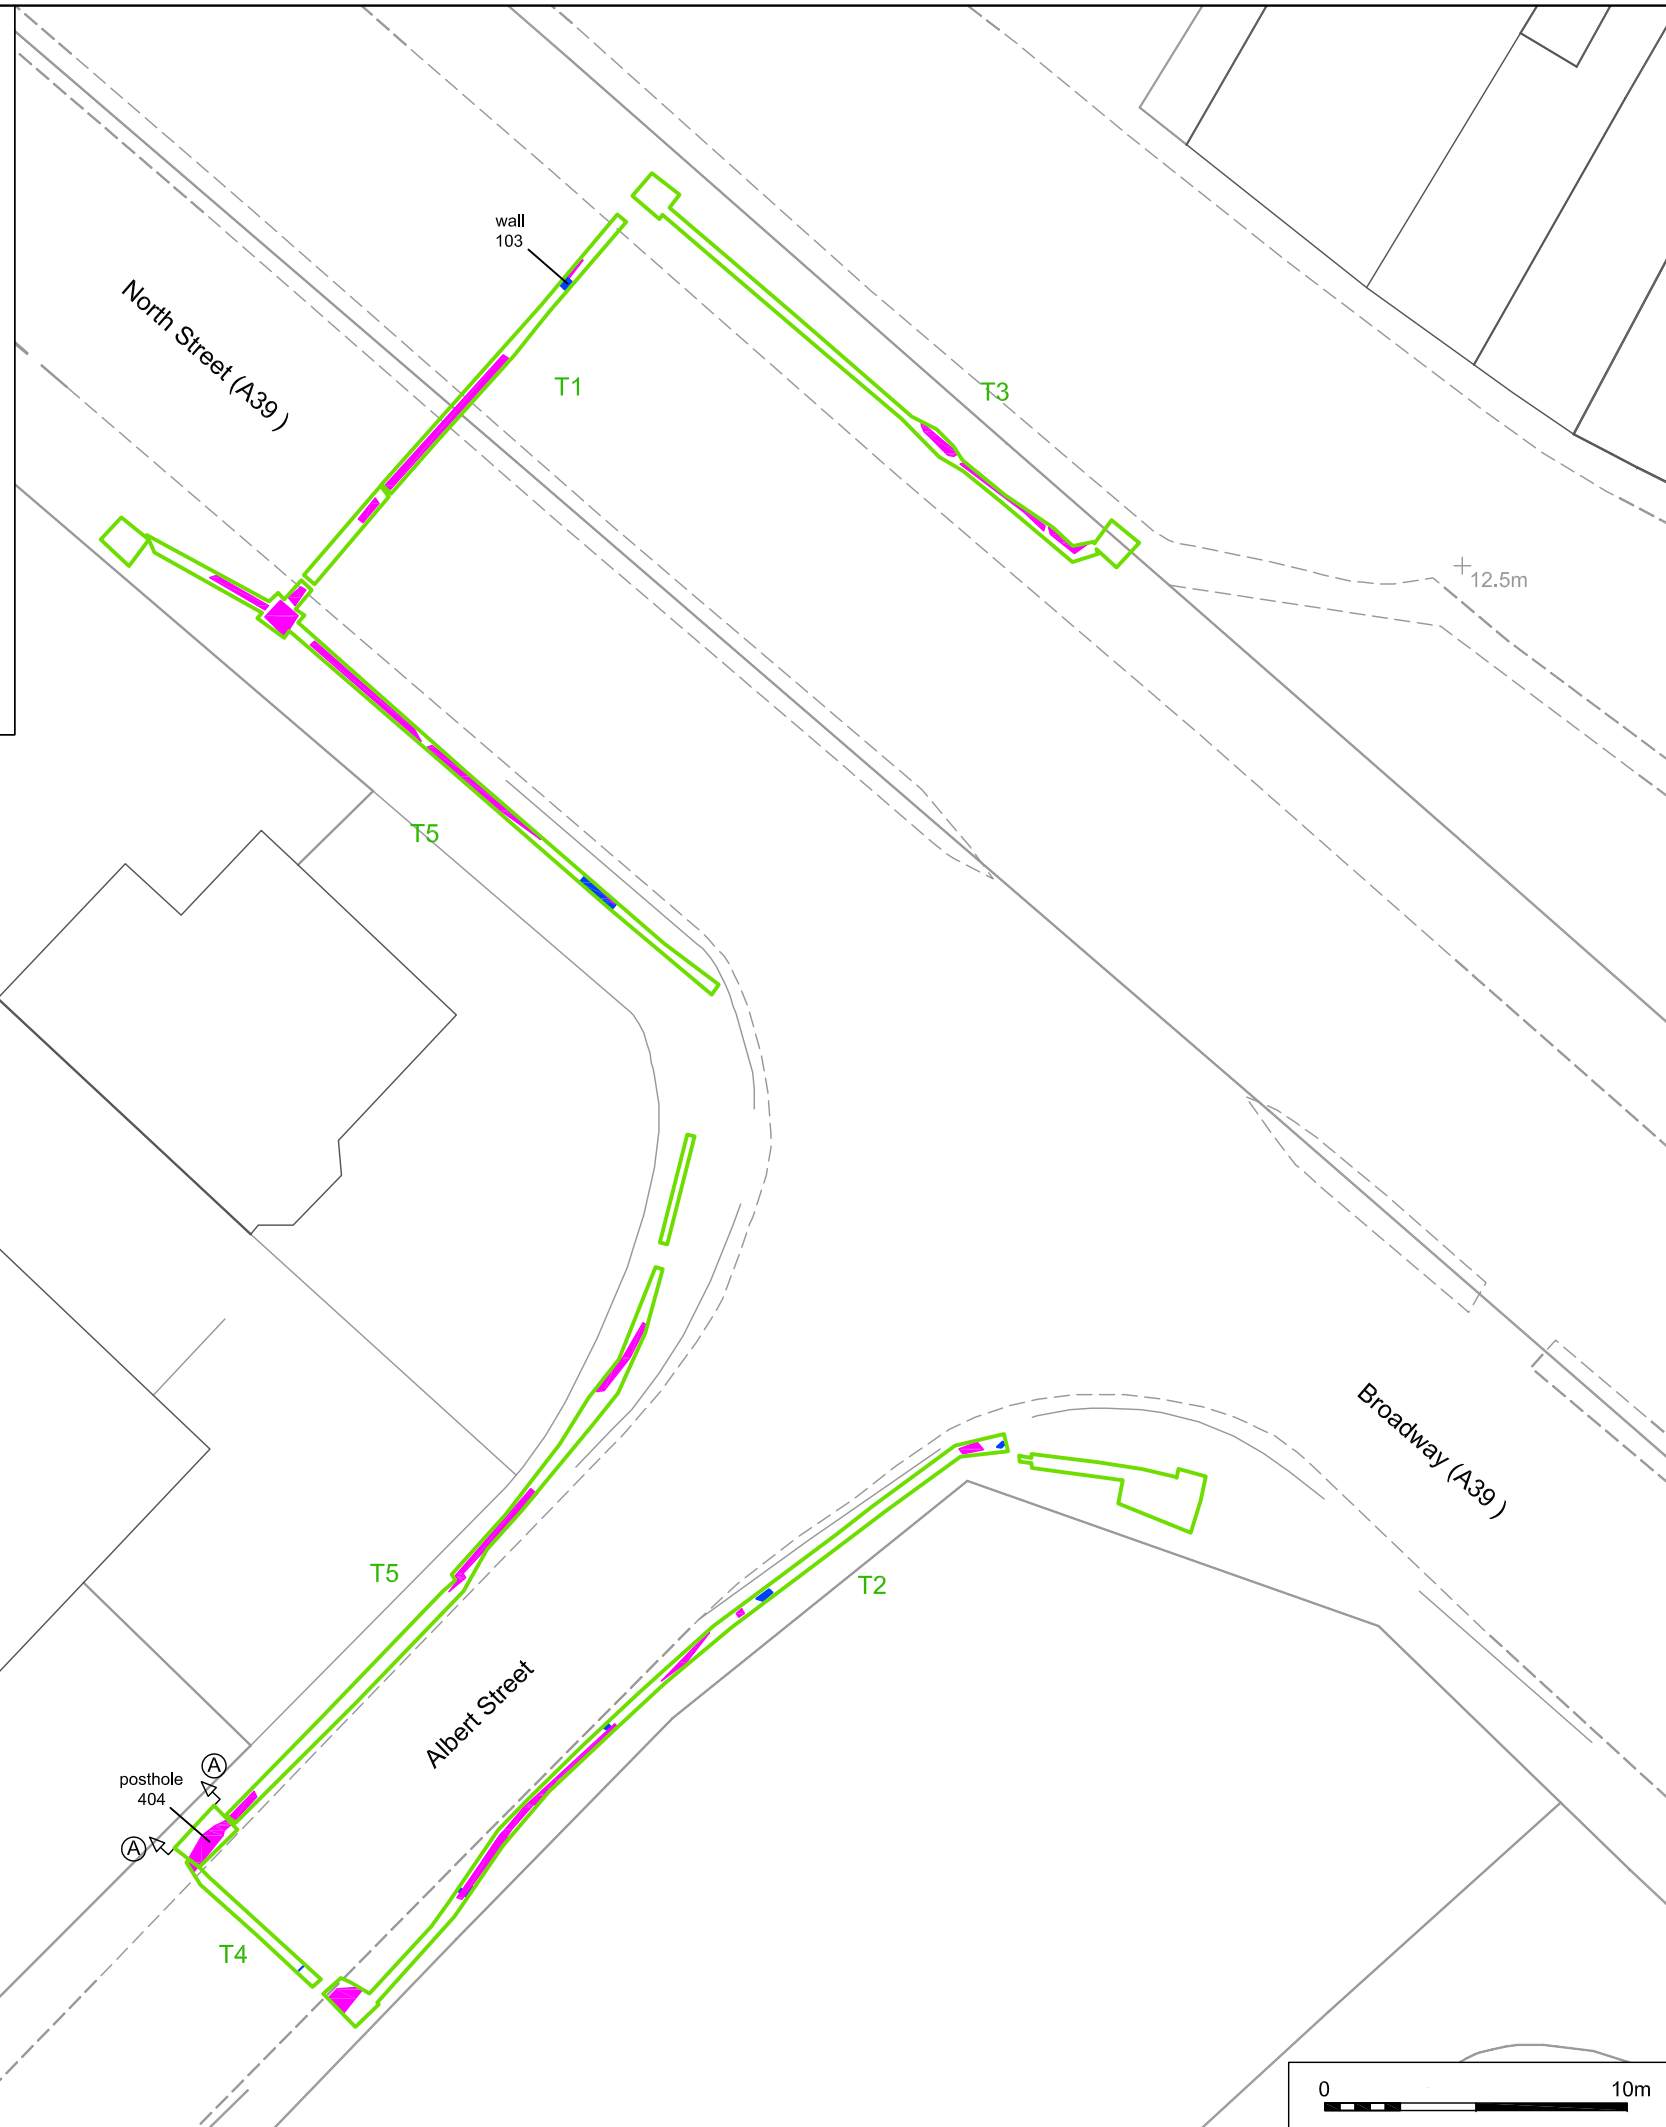 wall
103
North Street (A39 )
T1
T3
12.5m
T5
Broadway (A39 )
T5
T2
Albert Street
A
posthole
404
A
T4
0 10m